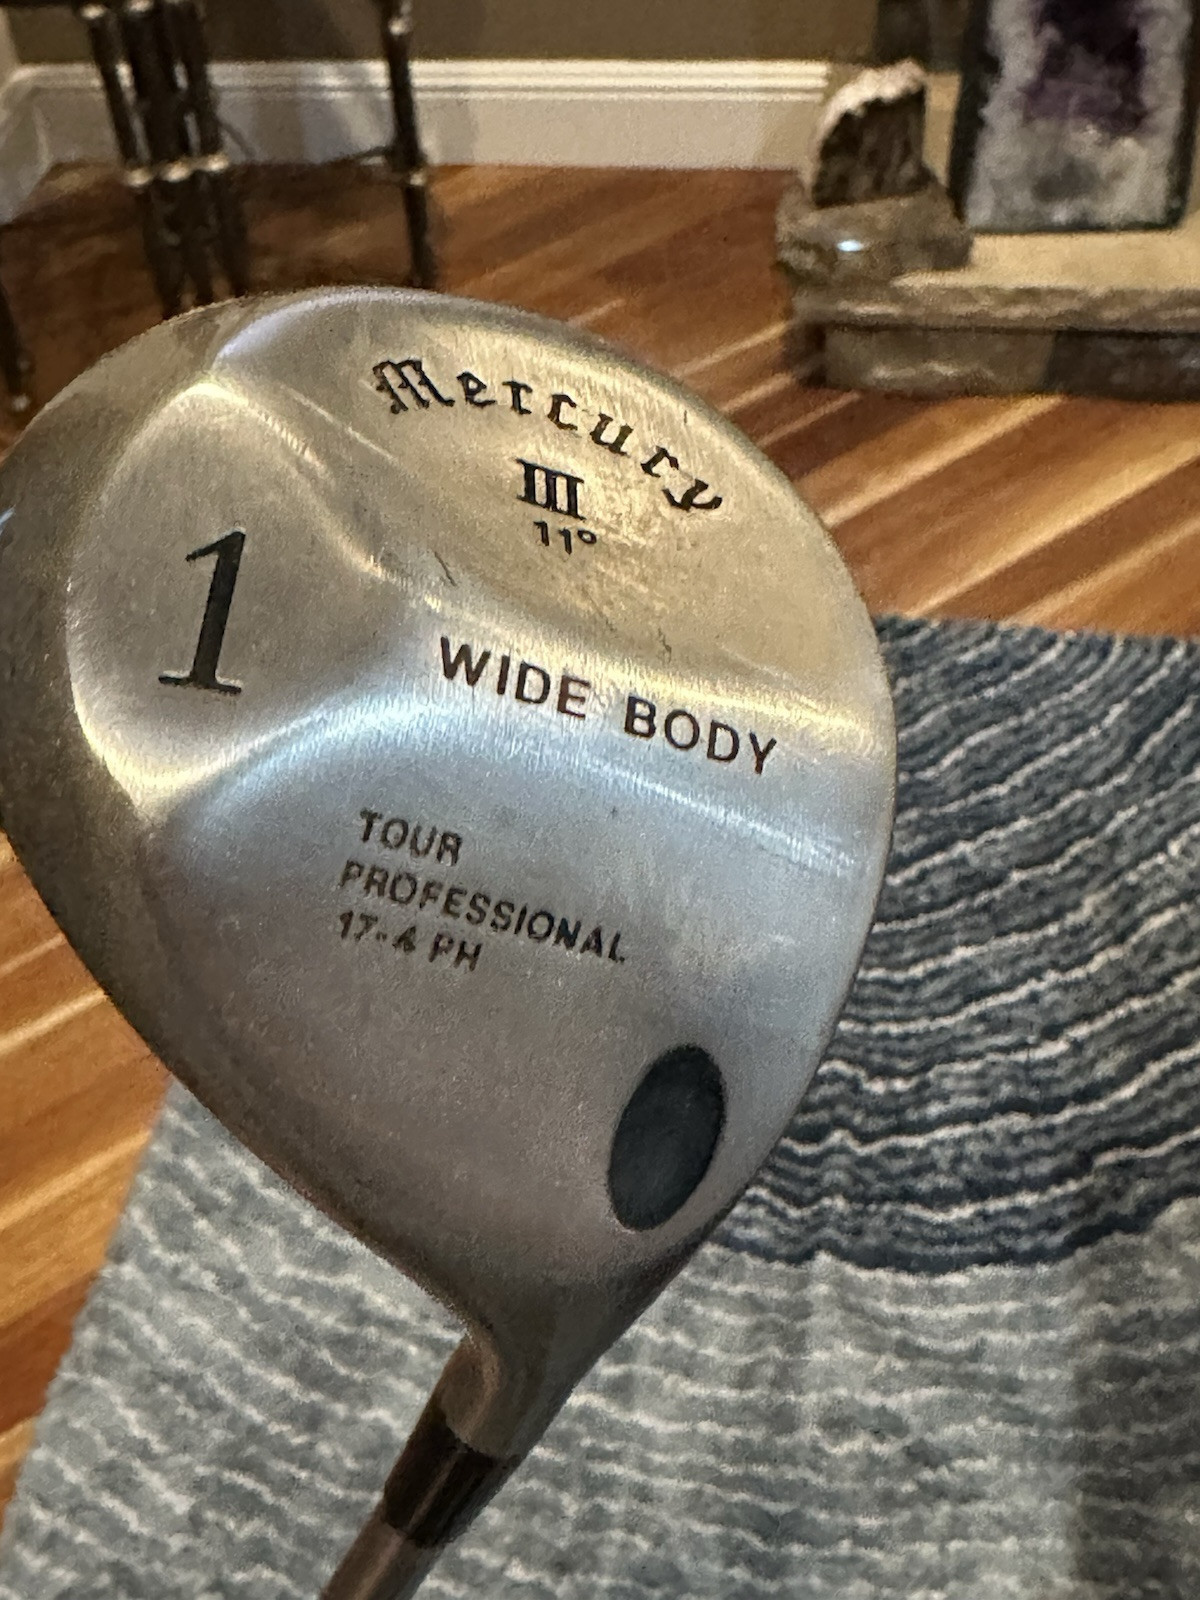 Mercury
III
11°
1
WIDE BODY
TOUR
PROFESSIONAL
17-4 PH